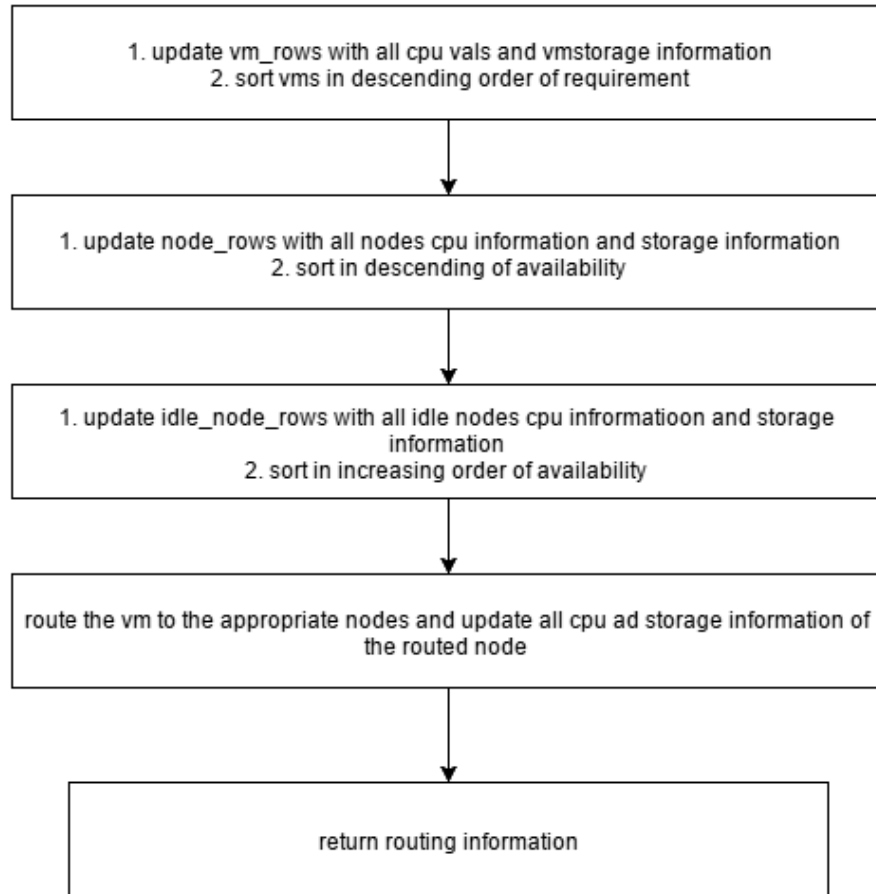 1. update vm_rows with all cpu vals and vmstorage information
2. sort vms in descending order of requirement
1. update node_rows with all nodes cpu information and storage information
2. sort in descending of availability
1. update idle_node_rows with all idle nodes cpu infrormatioon and storage
information
2. sort in increasing order of availability
route the vm to the appropriate nodes and update all cpu ad storage information of
the routed node
return routing information